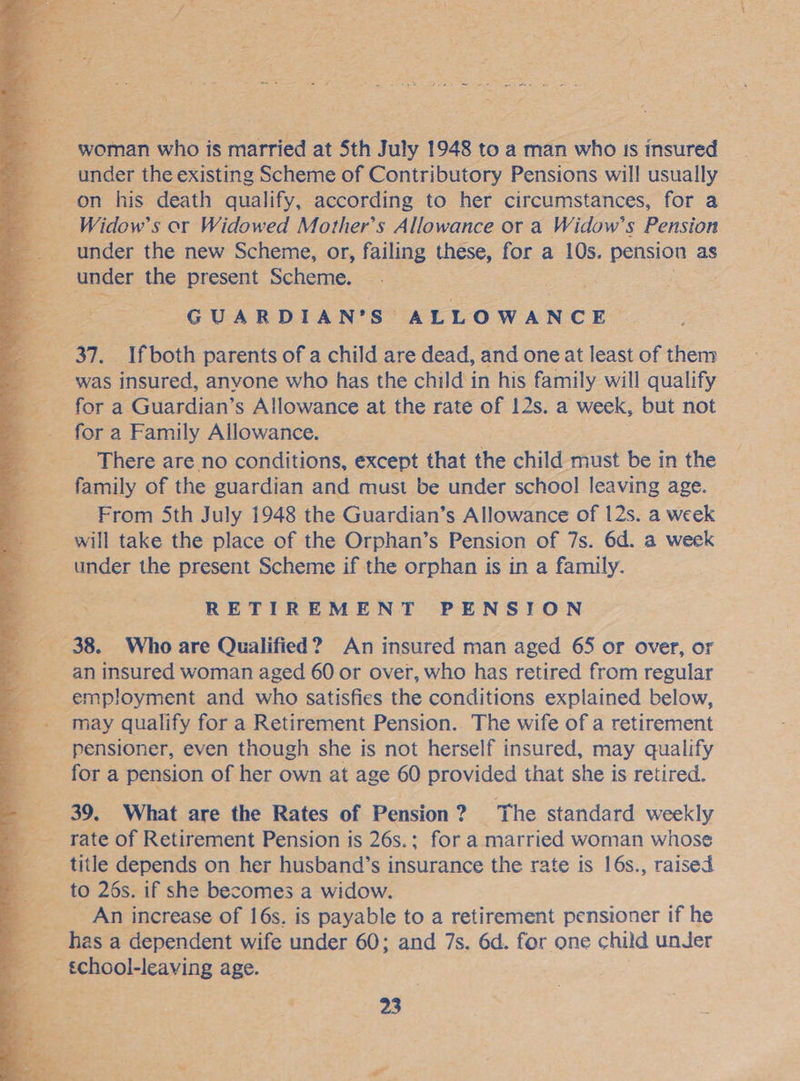 woman who is married at 5th July 1948 to a man who is insured
under the existing Scheme of Contributory Pensions will usually
on his death qualify, according to her circumstances, for a
Widow's or Widowed Mother's Allowance or a Widow's Pension
under the new Scheme, or, failing these, for a 10s. pension as
under the present Scheme.
GUARDIAN'S ALLOWANCE
37. If both parents of a child are dead, and one at least of them
was insured, anyone who has the child in his family will qualify
for a Guardian's Allowance at the rate of 12s. a week, but not
for a Family Allowance.
There are no conditions, except that the child must be in the
family of the guardian and must be under school leaving age.
From 5th July 1948 the Guardian's Allowance of 12s. a week
will take the place of the Orphan's Pension of 7s. 6d. a week
under the present Scheme if the orphan is in a family.
RETIREMENT PENSION
38. Who are Qualified? An insured man aged 65 or over, or
an insured woman aged 60 or over, who has retired from regular
employment and who satisfies the conditions explained below,
may qualify for a Retirement Pension. The wife of a retirement
pensioner, even though she is not herself insured, may qualify
for a pension of her own at age 60 provided that she is retired.
39. What are the Rates of Pension? The standard weekly
rate of Retirement Pension is 26s.; for a married woman whose
title depends on her husband's insurance the rate is 16s., raised
to 26s. if she becomes a widow.
An increase of 16s. is payable to a retirement pensioner if he
has a dependent wife under 60; and 7s. 6d. for one child under
school-leaving age.
23